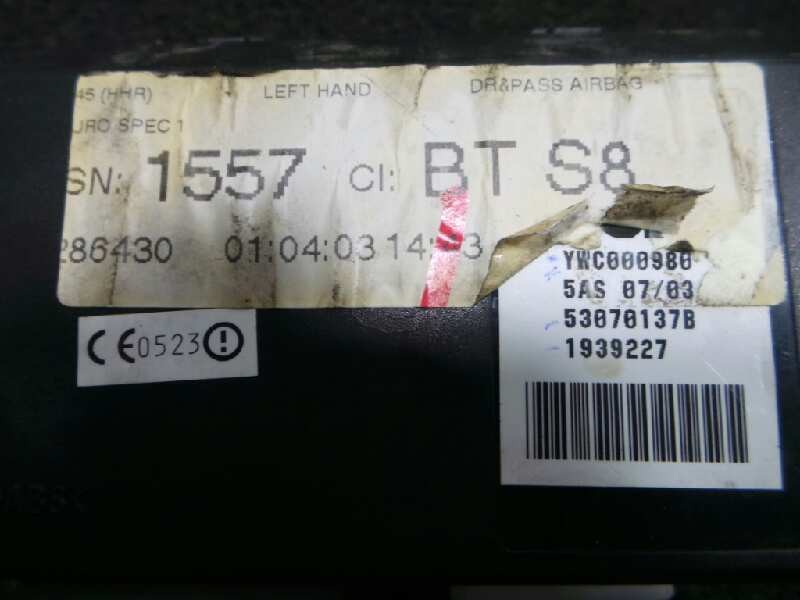 45 (HHR) LEFT HAND DR&PASS AIRBAG
URO SPEC 1
SN: 1557 CI: BT S8
286430 01:04:03
YWC000980
5AS 07/03
53070137B
1939227
CE0523